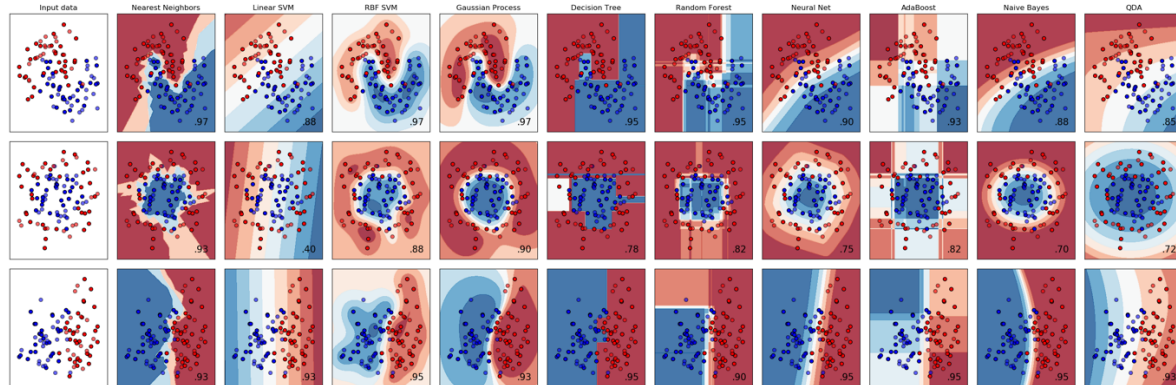 Input data Nearest Neighbors Linear SVM RBF SVM Gaussian Process Decision Tree Random Forest Neural Net AdaBoost Naive Bayes QDA
.97 .88 .97 .97 .95 .95 .90 .93 .88 .85
.93 .40 .88 .90 .78 .82 .75 .82 .70 .72
.93 .93 .95 .93 .95 .90 .95 .95 .95 .93